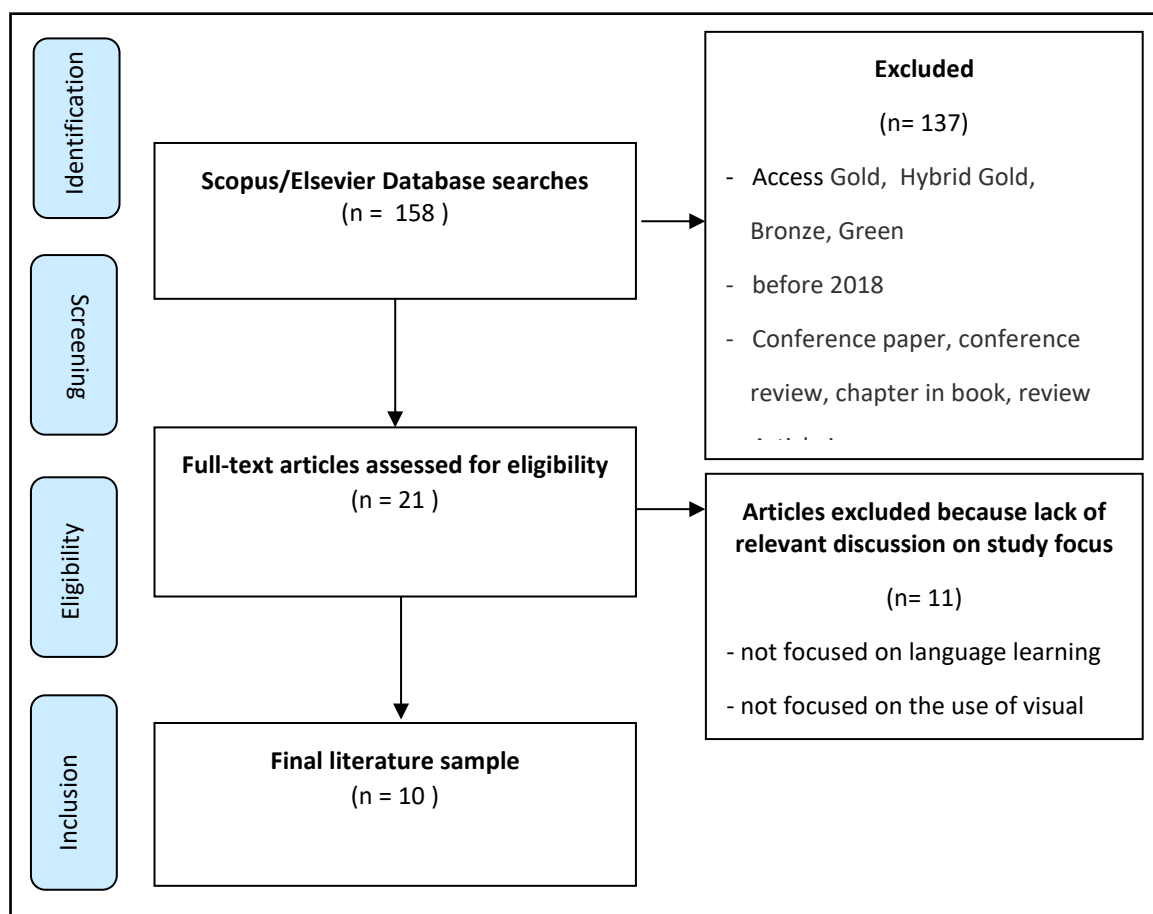 Identification
Screening
Eligibility
Inclusion
Scopus/Elsevier Database searches
(n = 158 )
Excluded
(n= 137)
- Access Gold, Hybrid Gold,
Bronze, Green
- before 2018
- Conference paper, conference
review, chapter in book, review
Full-text articles assessed for eligibility
(n = 21 )
Articles excluded because lack of
relevant discussion on study focus
(n= 11)
- not focused on language learning
- not focused on the use of visual
Final literature sample
(n = 10 )